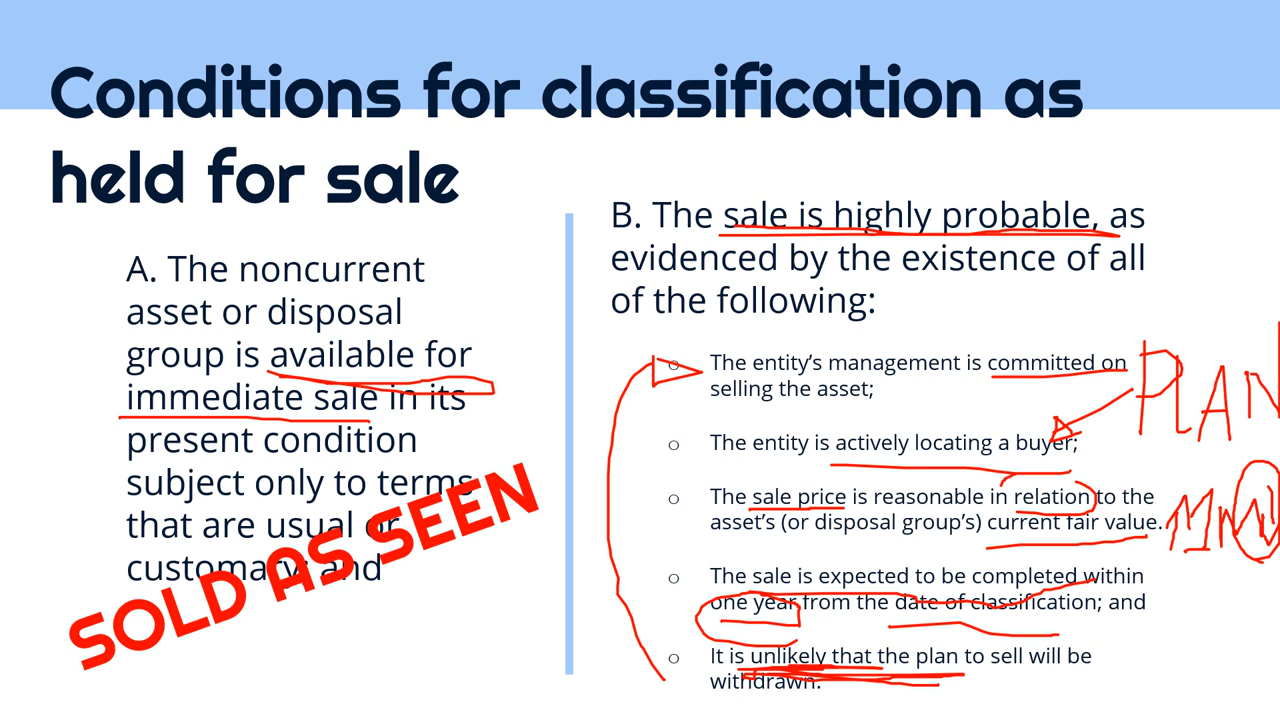 Conditions for classification as
held for sale
A. The noncurrent
asset or disposal
group is available for
immediate sale in its
present condition
subject only to terms
that are usual or
customary; and
SOLD AS SEEN
B. The sale is highly probable, as
evidenced by the existence of all
of the following:
○ The entity's management is committed on
selling the asset;
○ The entity is actively locating a buyer;
○ The sale price is reasonable in relation to the
asset's (or disposal group's) current fair value.
○ The sale is expected to be completed within
one year from the date of classification; and
○ It is unlikely that the plan to sell will be
withdrawn.
PLAN